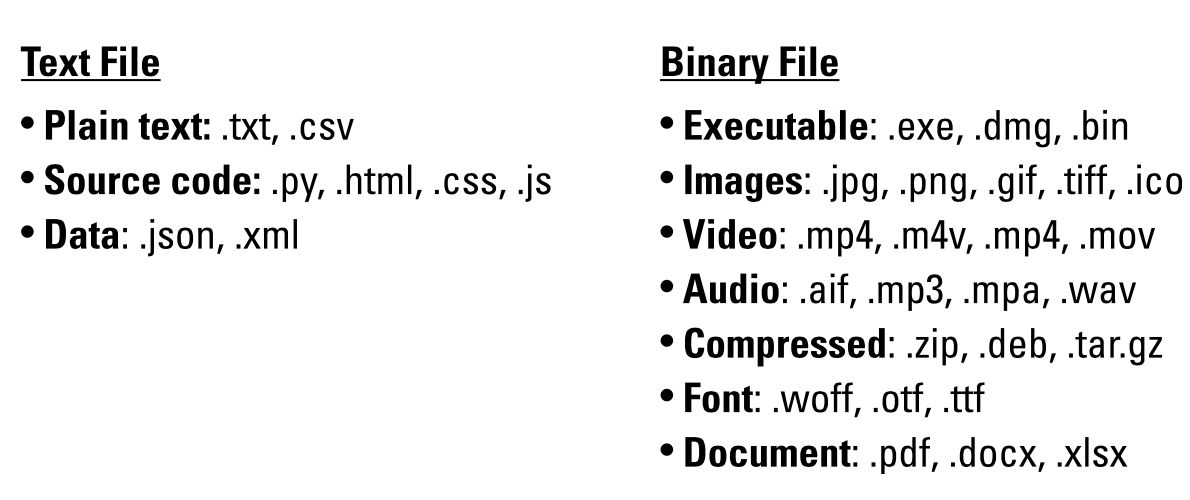 Text File
• Plain text: .txt, .csv
• Source code: .py, .html, .css, .js
• Data: .json, .xml
Binary File
• Executable: .exe, .dmg, .bin
• Images: .jpg, .png, .gif, .tiff, .ico
• Video: .mp4, .m4v, .mp4, .mov
• Audio: .aif, .mp3, .mpa, .wav
• Compressed: .zip, .deb, .tar.gz
• Font: .woff, .otf, .ttf
• Document: .pdf, .docx, .xlsx